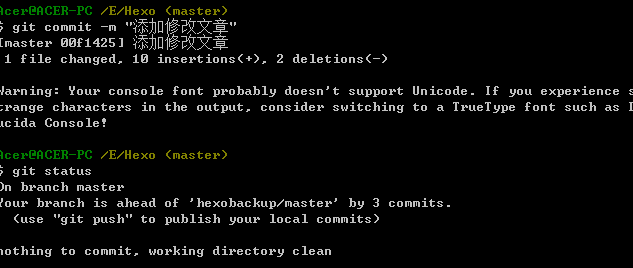 Acer@ACER-PC /E/Hexo (master)
$ git commit -m "添加修改文章"
[master 00f1425] 添加修改文章
1 file changed, 10 insertions(+), 2 deletions(-)
Warning: Your console font probably doesn't support Unicode. If you experience s
trange characters in the output, consider switching to a TrueType font such as L
ucida Console!
Acer@ACER-PC /E/Hexo (master)
$ git status
On branch master
Your branch is ahead of 'hexobackup/master' by 3 commits.
(use "git push" to publish your local commits)
nothing to commit, working directory clean